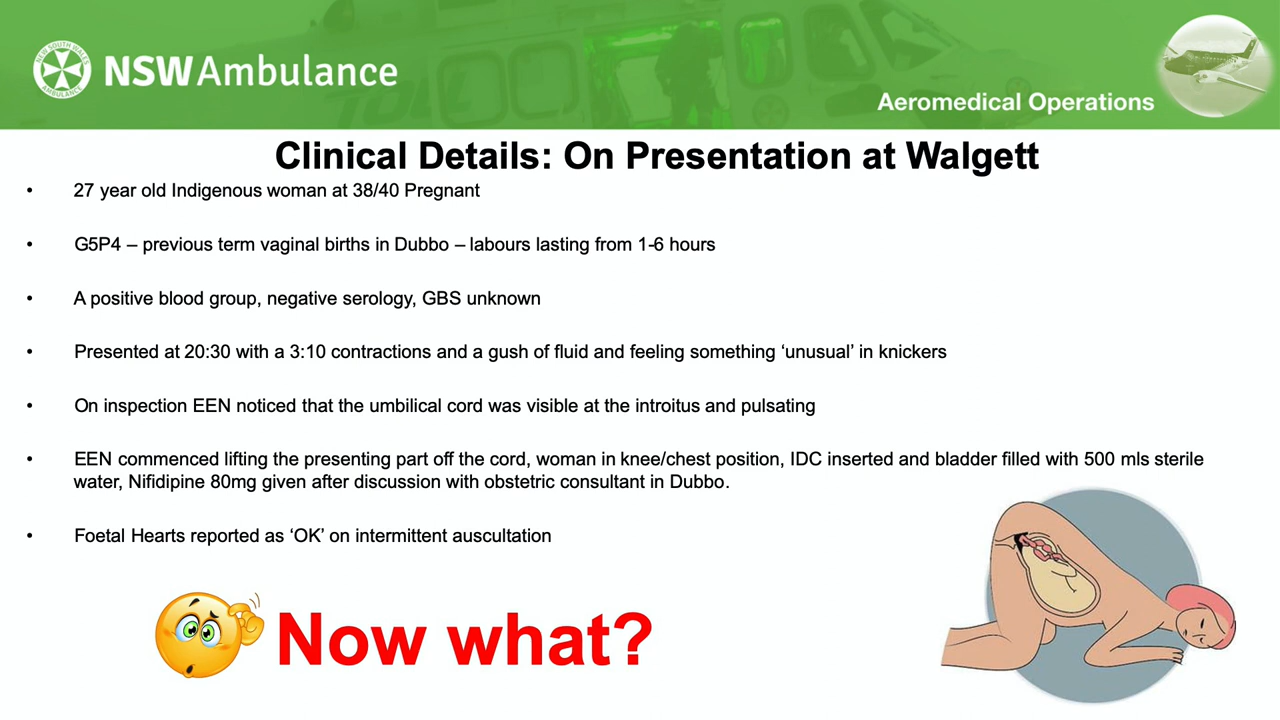 NSW Ambulance
NEW SOUTH WALES
AMBULANCE
Aeromedical Operations
Clinical Details: On Presentation at Walgett
• 27 year old Indigenous woman at 38/40 Pregnant
• G5P4 – previous term vaginal births in Dubbo – labours lasting from 1-6 hours
• A positive blood group, negative serology, GBS unknown
• Presented at 20:30 with a 3:10 contractions and a gush of fluid and feeling something ‘unusual’ in knickers
• On inspection EEN noticed that the umbilical cord was visible at the introitus and pulsating
• EEN commenced lifting the presenting part off the cord, woman in knee/chest position, IDC inserted and bladder filled with 500 mls sterile
water, Nifidipine 80mg given after discussion with obstetric consultant in Dubbo.
• Foetal Hearts reported as ‘OK’ on intermittent auscultation
Now what?